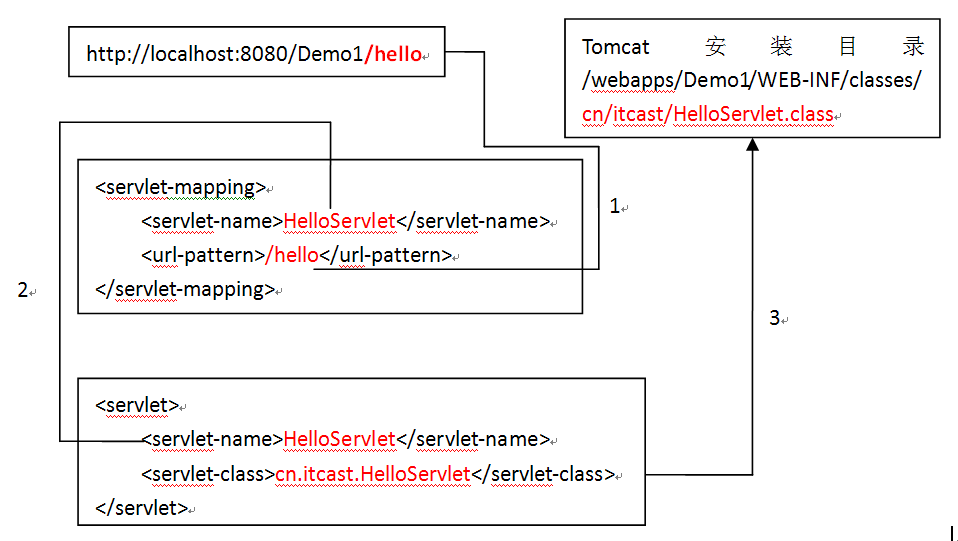 http://localhost:8080/Demo1/hello
Tomcat 安装目录
/webapps/Demo1/WEB-INF/classes/
cn/itcast/HelloServlet.class
<servlet-mapping>
<servlet-name>HelloServlet</servlet-name>
<url-pattern>/hello</url-pattern>
</servlet-mapping>
1
2
3
<servlet>
<servlet-name>HelloServlet</servlet-name>
<servlet-class>cn.itcast.HelloServlet</servlet-class>
</servlet>